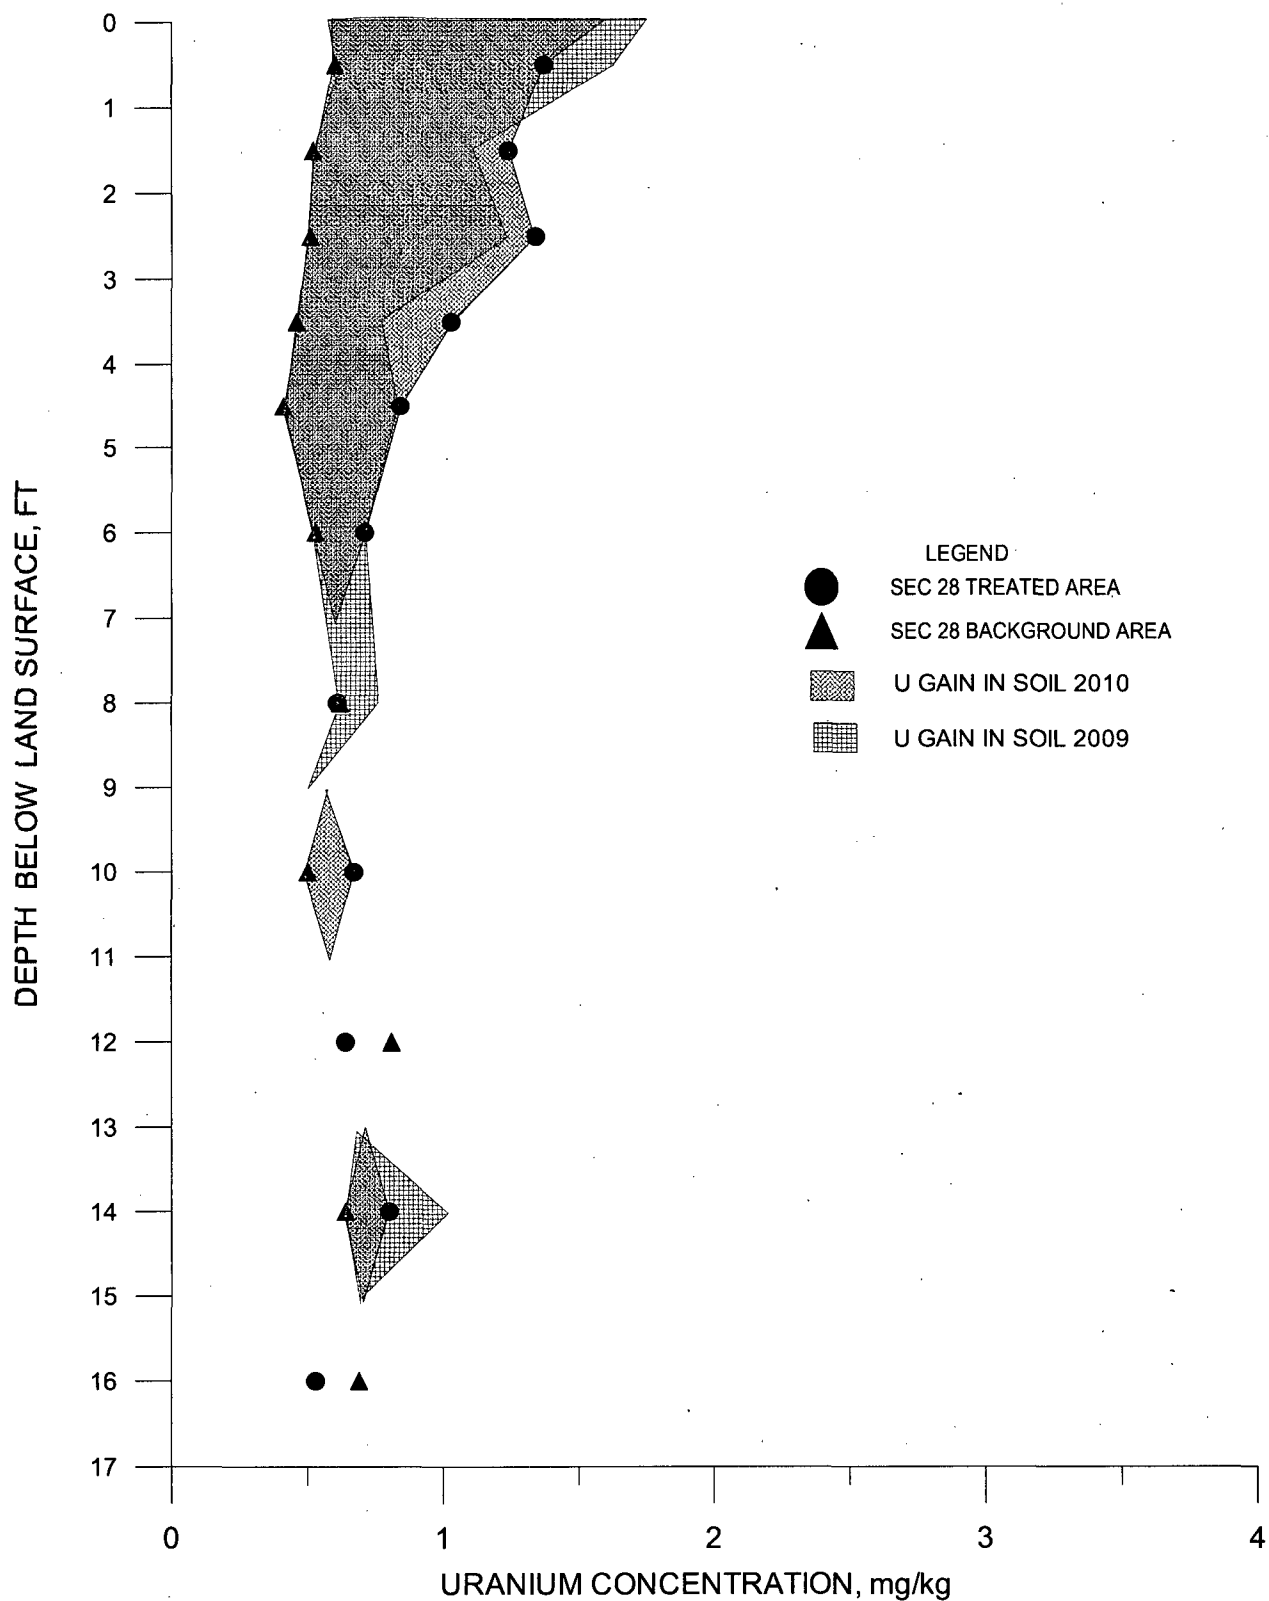 0
1
2
3
4
5
6
7
8
9
10
11
12
13
14
15
16
17
DEPTH BELOW LAND SURFACE, FT
LEGEND
SEC 28 TREATED AREA
SEC 28 BACKGROUND AREA
U GAIN IN SOIL 2010
U GAIN IN SOIL 2009
0 1 2 3 4
URANIUM CONCENTRATION, mg/kg